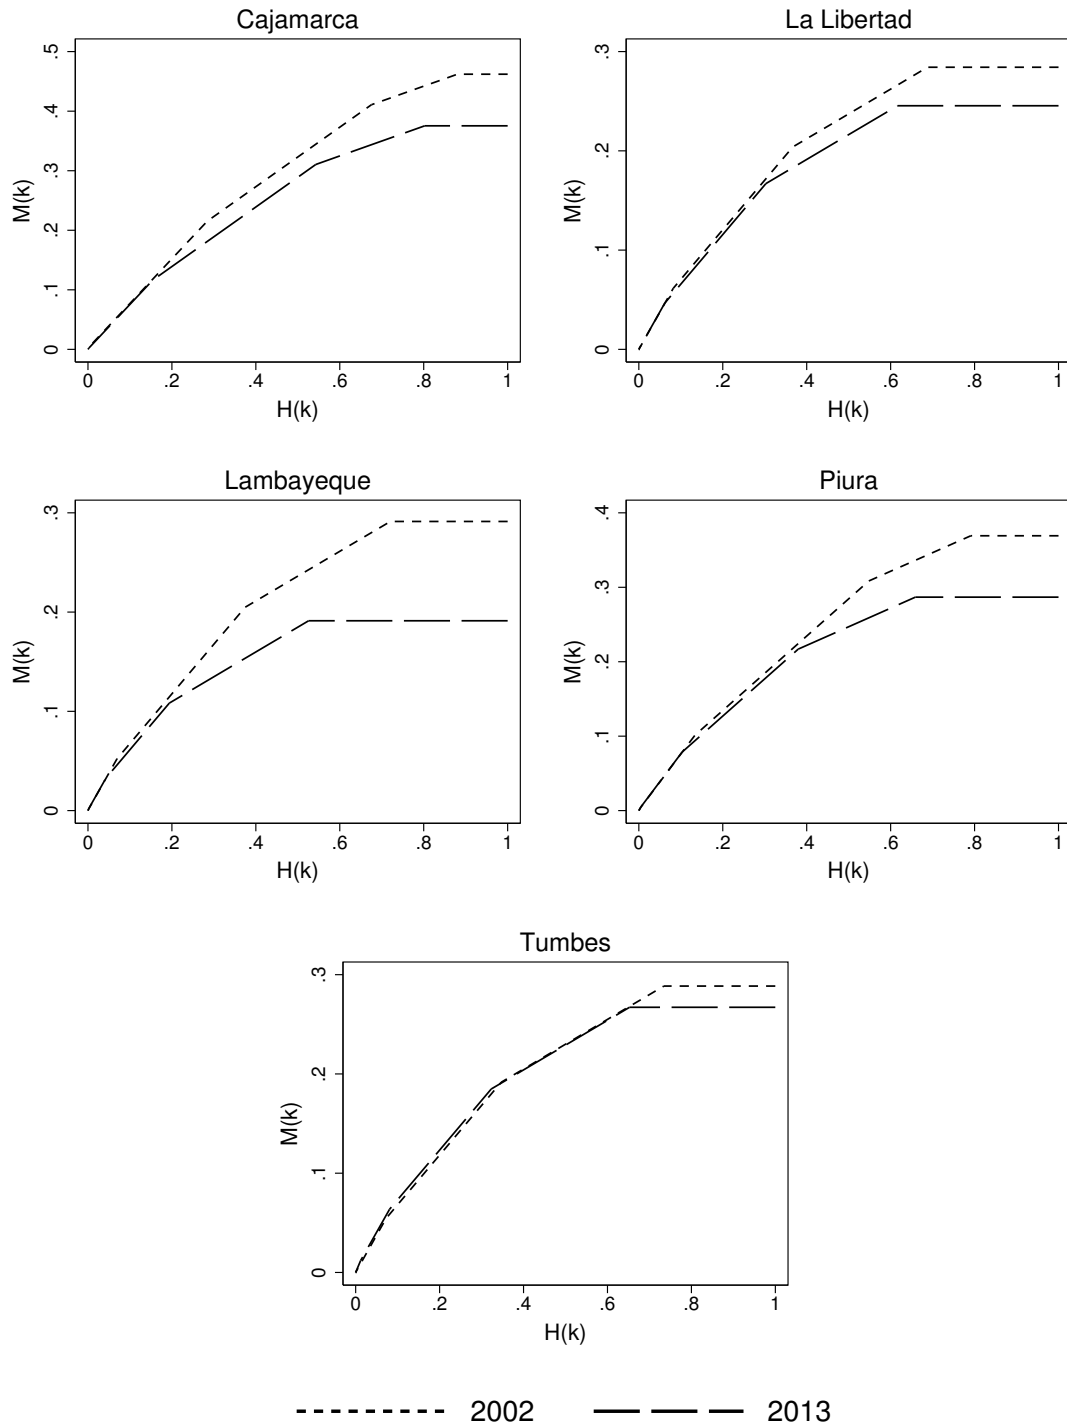 Cajamarca
La Libertad
.5
.4
.3
.2
.1
0
M(k)
0 .2 .4 .6 .8 1
H(k)
.3
.2
.1
0
M(k)
0 .2 .4 .6 .8 1
H(k)
Lambayeque
Piura
.3
.2
.1
0
M(k)
0 .2 .4 .6 .8 1
H(k)
.4
.3
.2
.1
0
M(k)
0 .2 .4 .6 .8 1
H(k)
Tumbes
.3
.2
.1
0
M(k)
0 .2 .4 .6 .8 1
H(k)
2002 2013